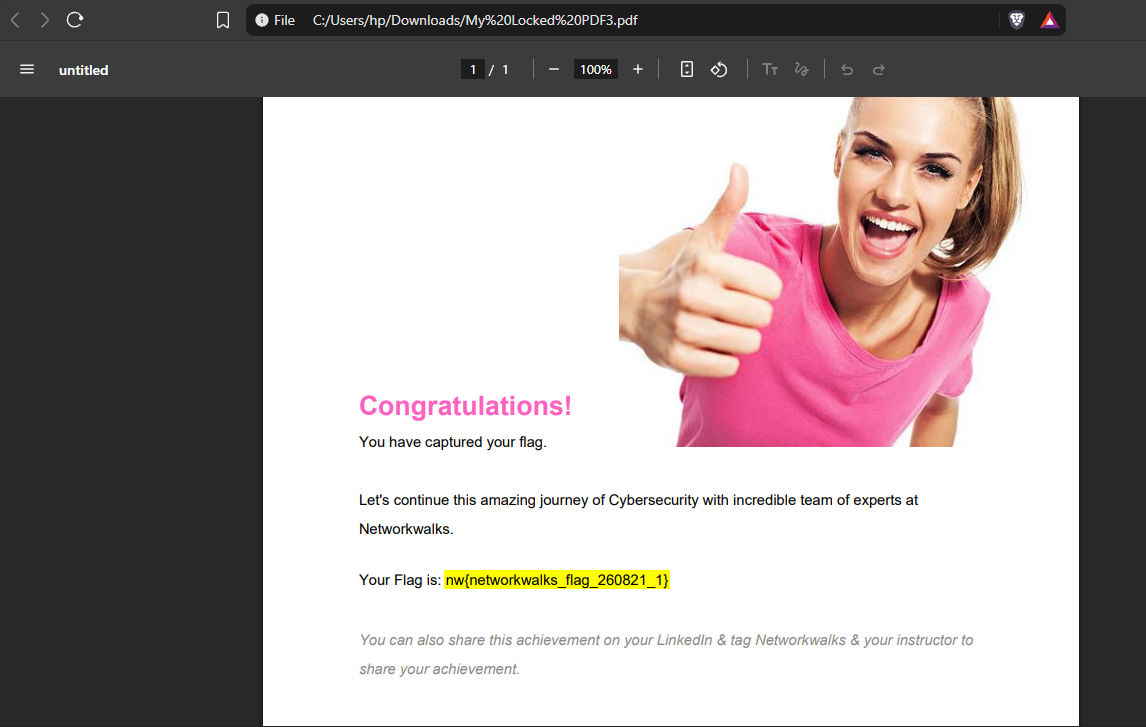 File C:/Users/hp/Downloads/My%20Locked%20PDF3.pdf
untitled
1 / 1
100%
Congratulations!
You have captured your flag.
Let's continue this amazing journey of Cybersecurity with incredible team of experts at
Networkwalks.
Your Flag is: nw{networkwalks_flag_260821_1}
You can also share this achievement on your LinkedIn & tag Networkwalks & your instructor to
share your achievement.